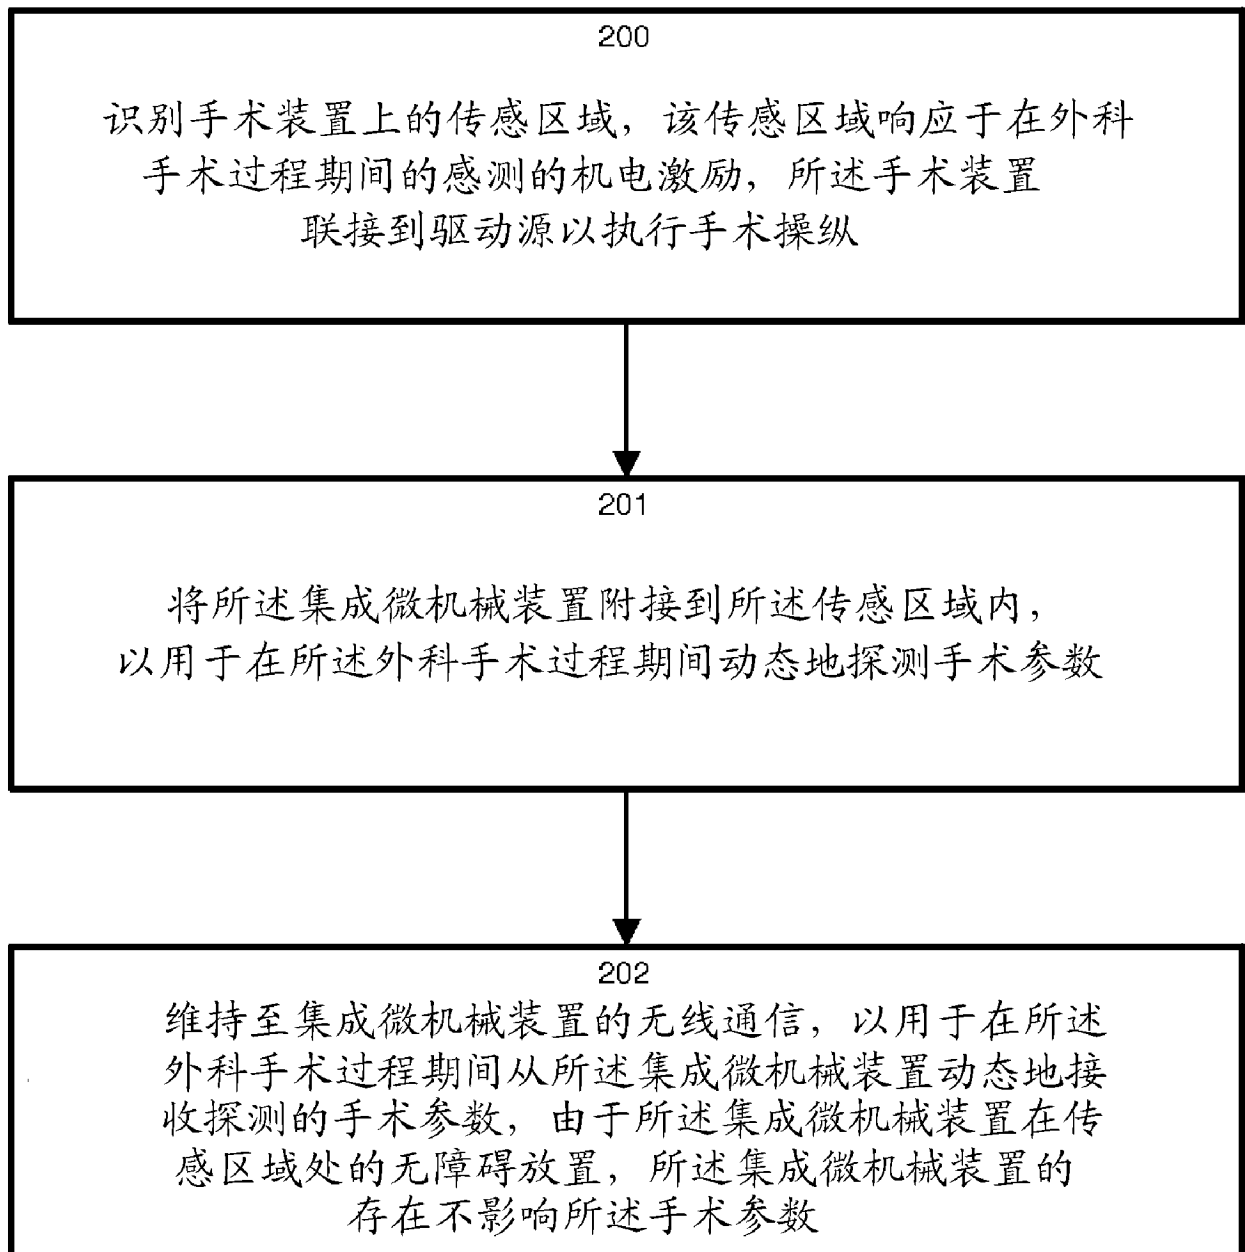 200
识别手术装置上的传感区域，该传感区域响应于在外科
手术过程期间的感测的机电激励，所述手术装置
联接到驱动源以执行手术操纵
201
将所述集成微机械装置附接到所述传感区域内，
以用于在所述外科手术过程期间动态地探测手术参数
202
维持至集成微机械装置的无线通信，以用于在所述
外科手术过程期间从所述集成微机械装置动态地接
收探测的手术参数，由于所述集成微机械装置在传
感区域处的无障碍放置，所述集成微机械装置的
存在不影响所述手术参数